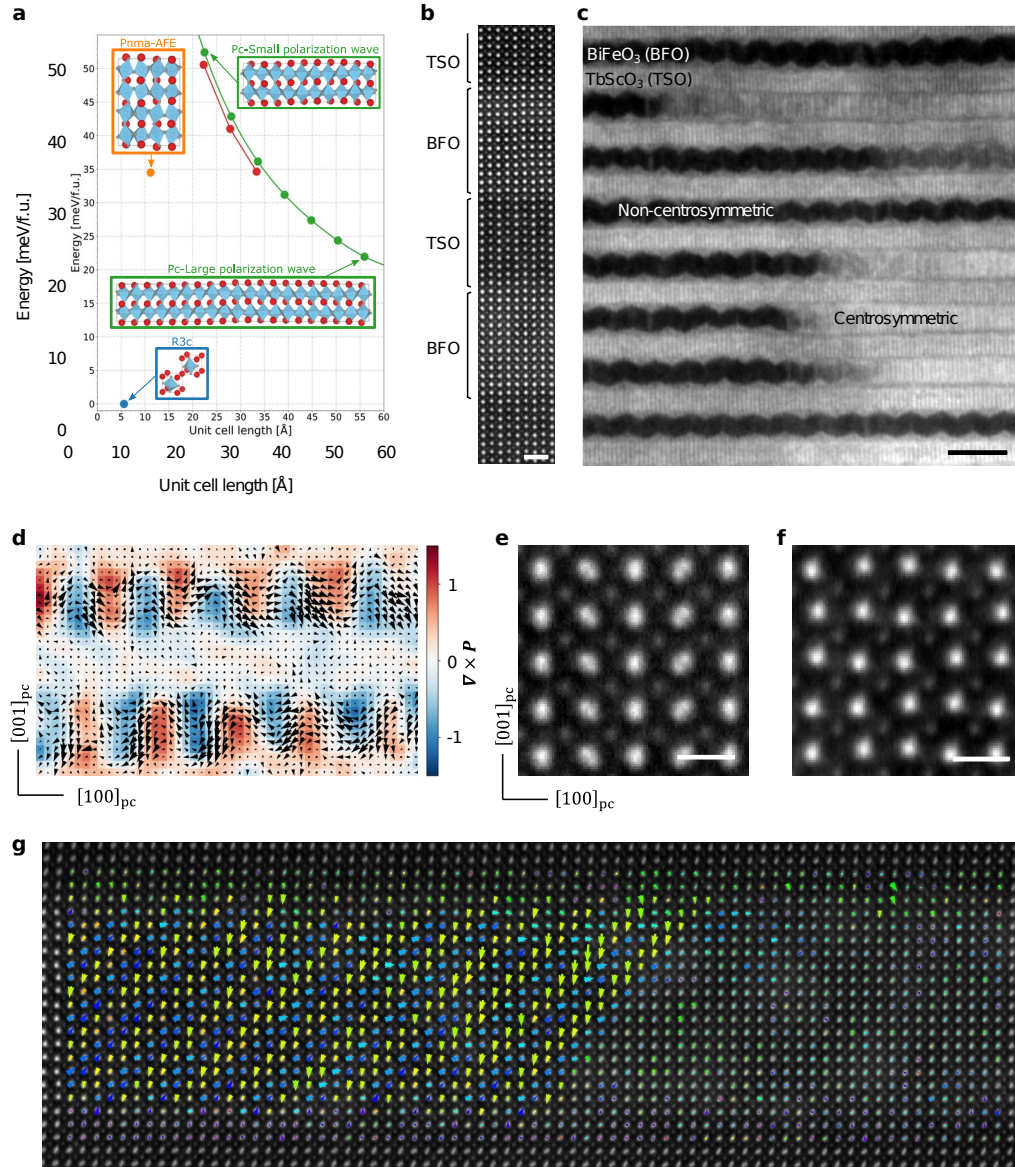 a
Pnma-AFE
Pc-Small polarization wave
Pc-Large polarization wave
R3c
50
40
30
20
10
0
Energy [meV/f.u.]
50
45
40
35
30
25
20
15
10
5
0
Energy [meV/f.u.]
0 5 10 15 20 25 30 35 40 45 50 55 60
Unit cell length [Å]
0 10 20 30 40 50 60
Unit cell length [Å]
b
TSO
BFO
TSO
BFO
c
BiFeO₃ (BFO)
TbScO₃ (TSO)
Non-centrosymmetric
Centrosymmetric
d
1
0
-1
∇ × P
[001]pc
[100]pc
e
[001]pc
[100]pc
f
g